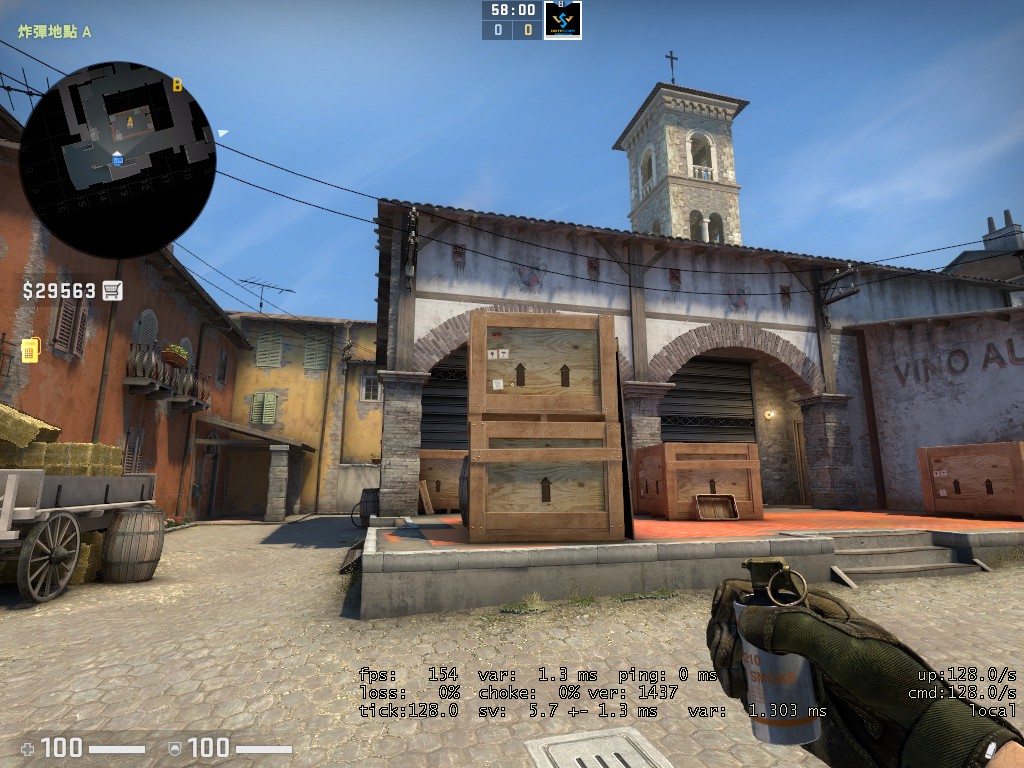 58:00
0 0
炸彈地點 A
B
A
$29563
VINO AU
SMOKE
fps: 154 var: 1.3 ms ping: 0 ms
loss: 0% choke: 0% ver: 1437
tick:128.0 sv: 5.7 +- 1.3 ms var: 1.303 ms
up:128.0/s
cmd:128.0/s
local
100 100